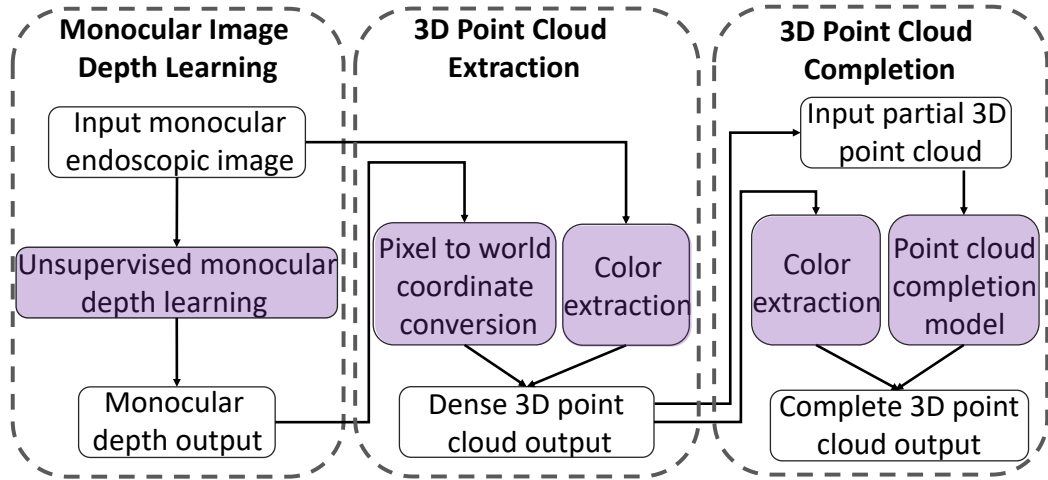 Monocular Image
Depth Learning
Input monocular
endoscopic image
Unsupervised monocular
depth learning
Monocular
depth output
3D Point Cloud
Extraction
Pixel to world
coordinate
conversion
Color
extraction
Dense 3D point
cloud output
3D Point Cloud
Completion
Input partial 3D
point cloud
Color
extraction
Point cloud
completion
model
Complete 3D point
cloud output